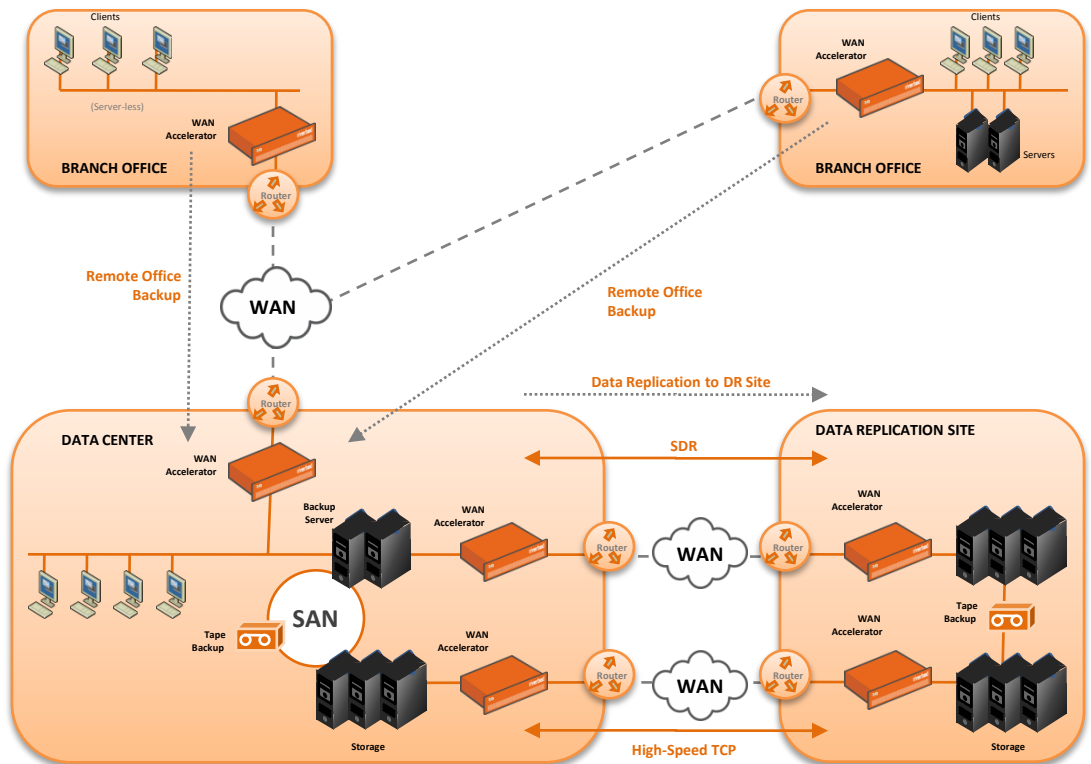 Clients
(Server-less)
WAN
Accelerator
BRANCH OFFICE
Router
Clients
WAN
Accelerator
Router
Servers
BRANCH OFFICE
Remote Office
Backup
WAN
Remote Office
Backup
Router
Data Replication to DR Site
DATA CENTER
WAN
Accelerator
SDR
DATA REPLICATION SITE
Backup
Server
WAN
Accelerator
Router
WAN
Router
WAN
Accelerator
SAN
Tape
Backup
WAN
Accelerator
Router
WAN
Router
WAN
Accelerator
Tape
Backup
Storage
High-Speed TCP
Storage